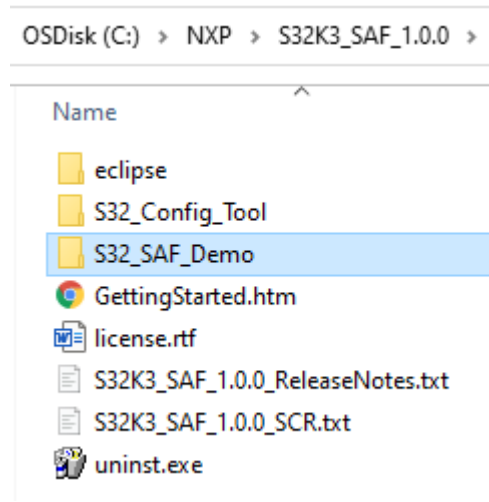 OSDisk (C:) > NXP > S32K3_SAF_1.0.0 >
Name
eclipse
S32_Config_Tool
S32_SAF_Demo
GettingStarted.htm
license.rtf
S32K3_SAF_1.0.0_ReleaseNotes.txt
S32K3_SAF_1.0.0_SCR.txt
uninst.exe